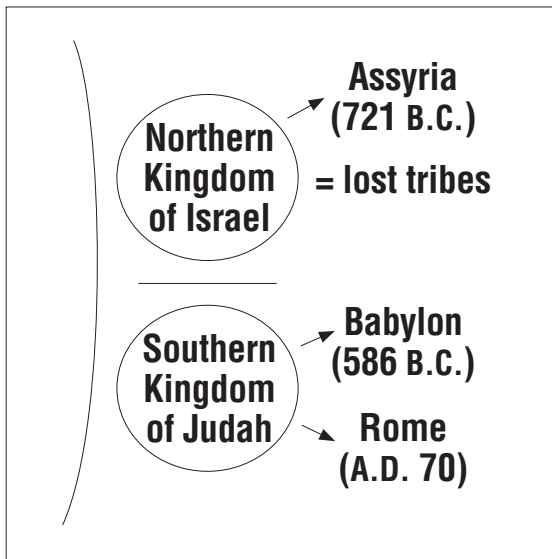 Assyria
(721 B.C.)
Northern
Kingdom
of Israel
= lost tribes
Babylon
(586 B.C.)
Southern
Kingdom
of Judah
Rome
(A.D. 70)